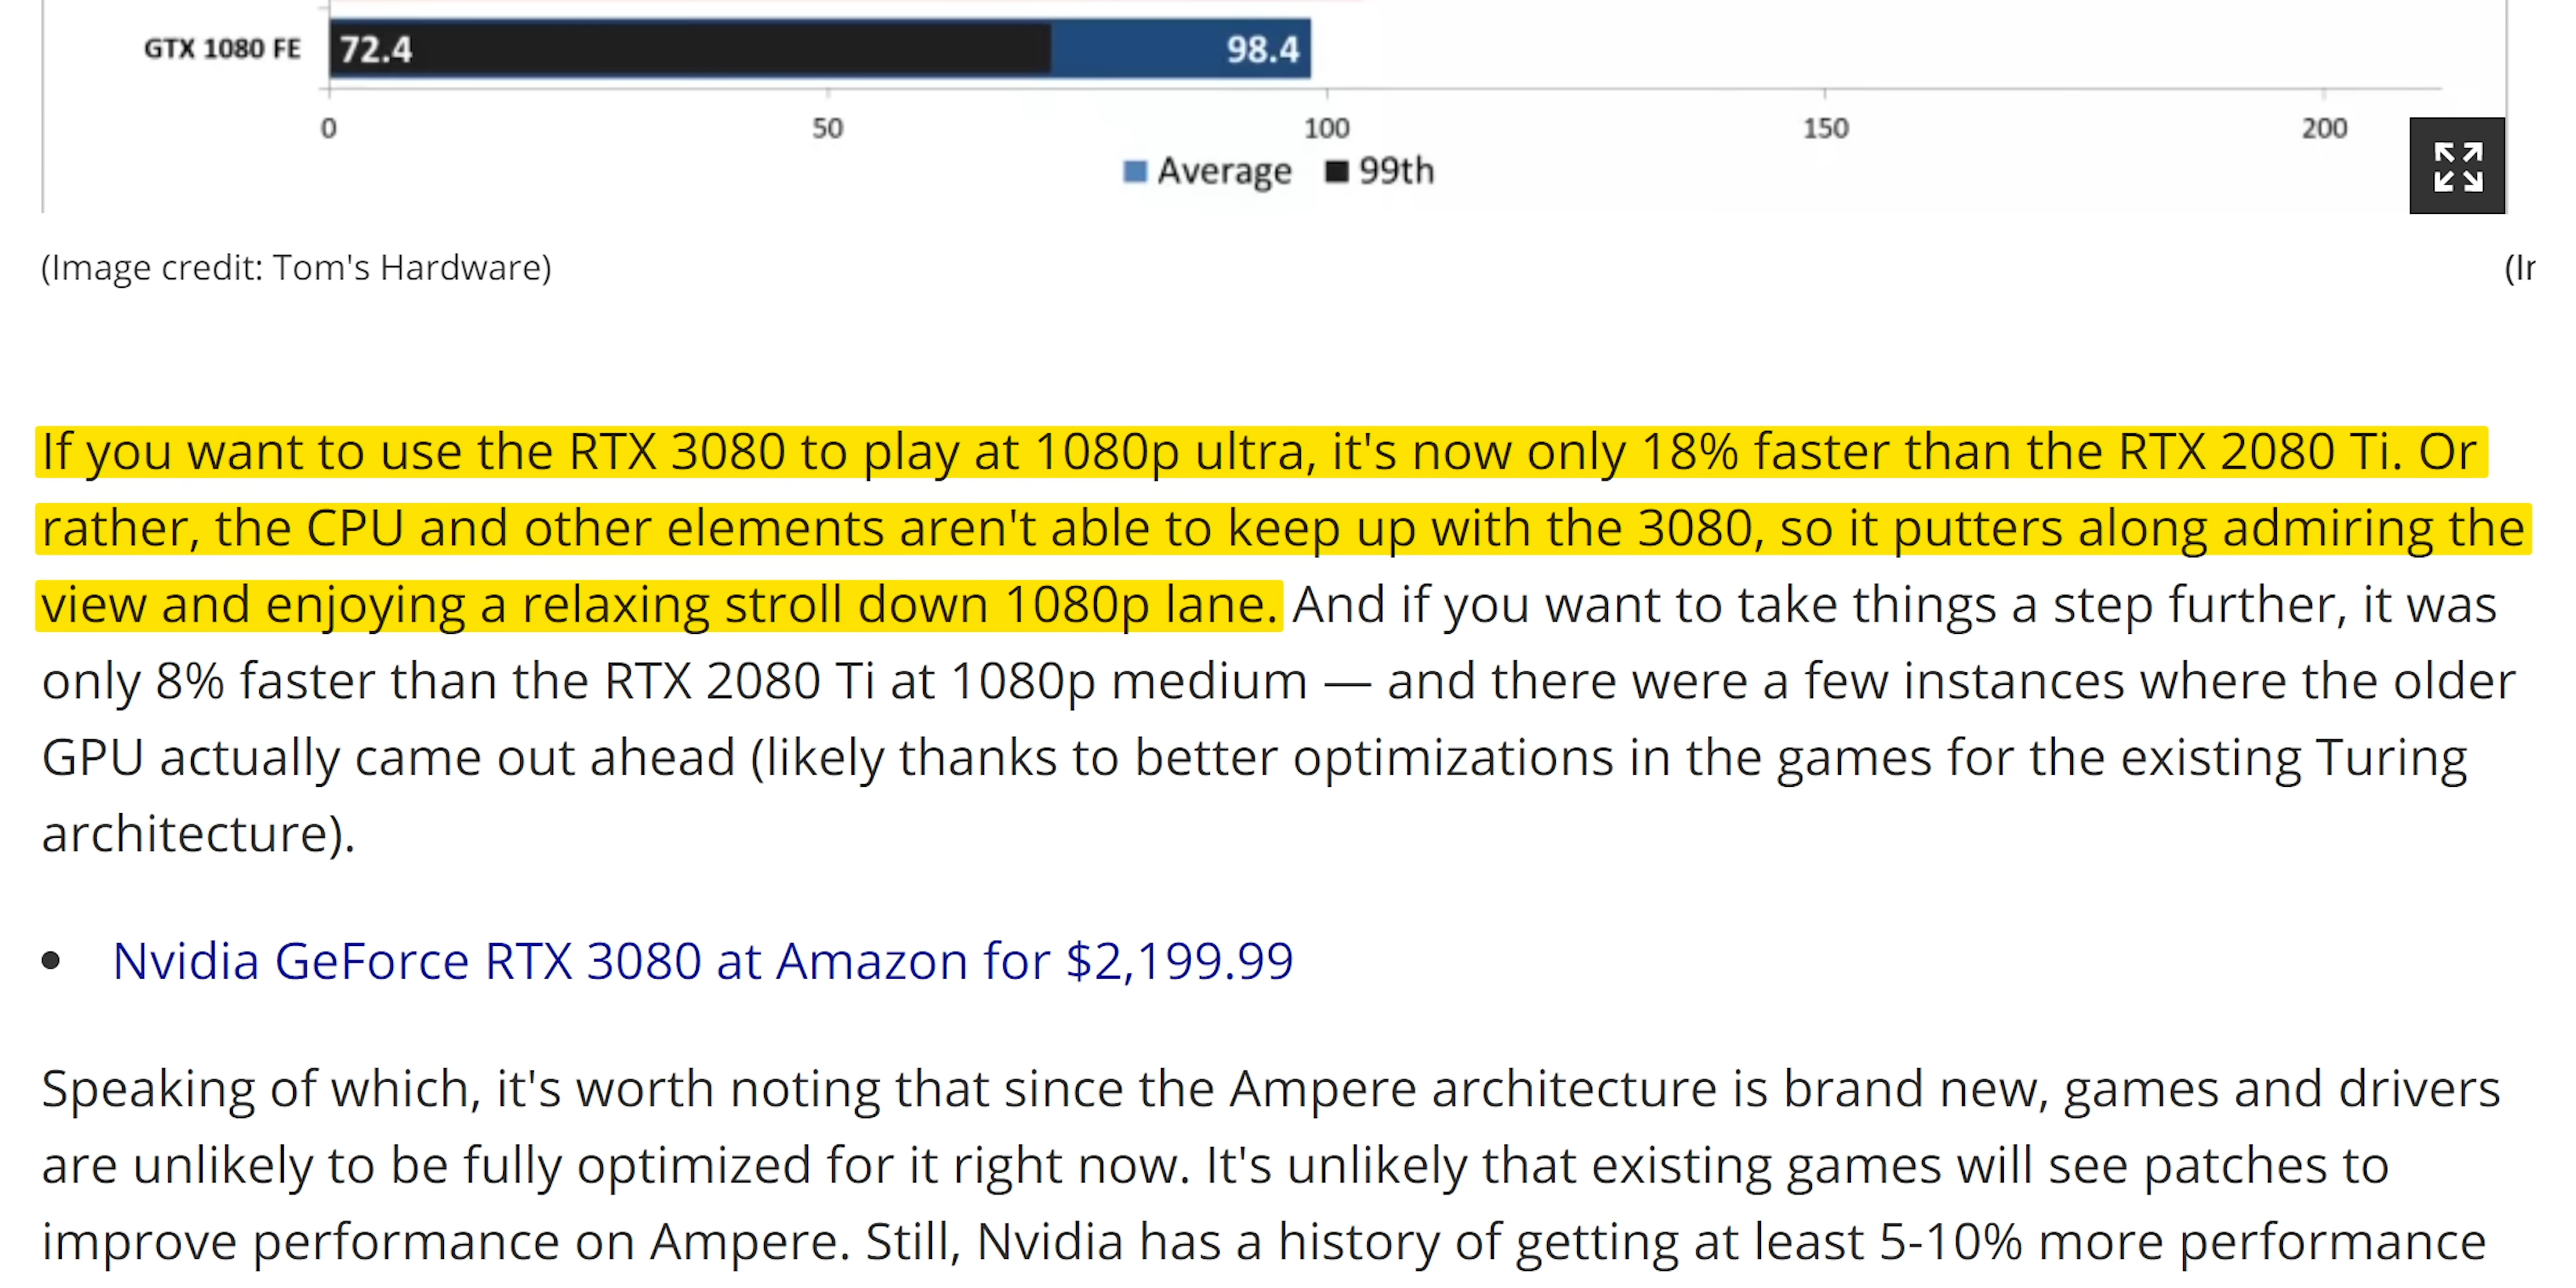 GTX 1080 FE 72.4 98.4
0 50 100 150 200
Average 99th
(Image credit: Tom's Hardware) (Ir
If you want to use the RTX 3080 to play at 1080p ultra, it's now only 18% faster than the RTX 2080 Ti. Or
rather, the CPU and other elements aren't able to keep up with the 3080, so it putters along admiring the
view and enjoying a relaxing stroll down 1080p lane. And if you want to take things a step further, it was
only 8% faster than the RTX 2080 Ti at 1080p medium — and there were a few instances where the older
GPU actually came out ahead (likely thanks to better optimizations in the games for the existing Turing
architecture).
• Nvidia GeForce RTX 3080 at Amazon for $2,199.99
Speaking of which, it's worth noting that since the Ampere architecture is brand new, games and drivers
are unlikely to be fully optimized for it right now. It's unlikely that existing games will see patches to
improve performance on Ampere. Still, Nvidia has a history of getting at least 5-10% more performance